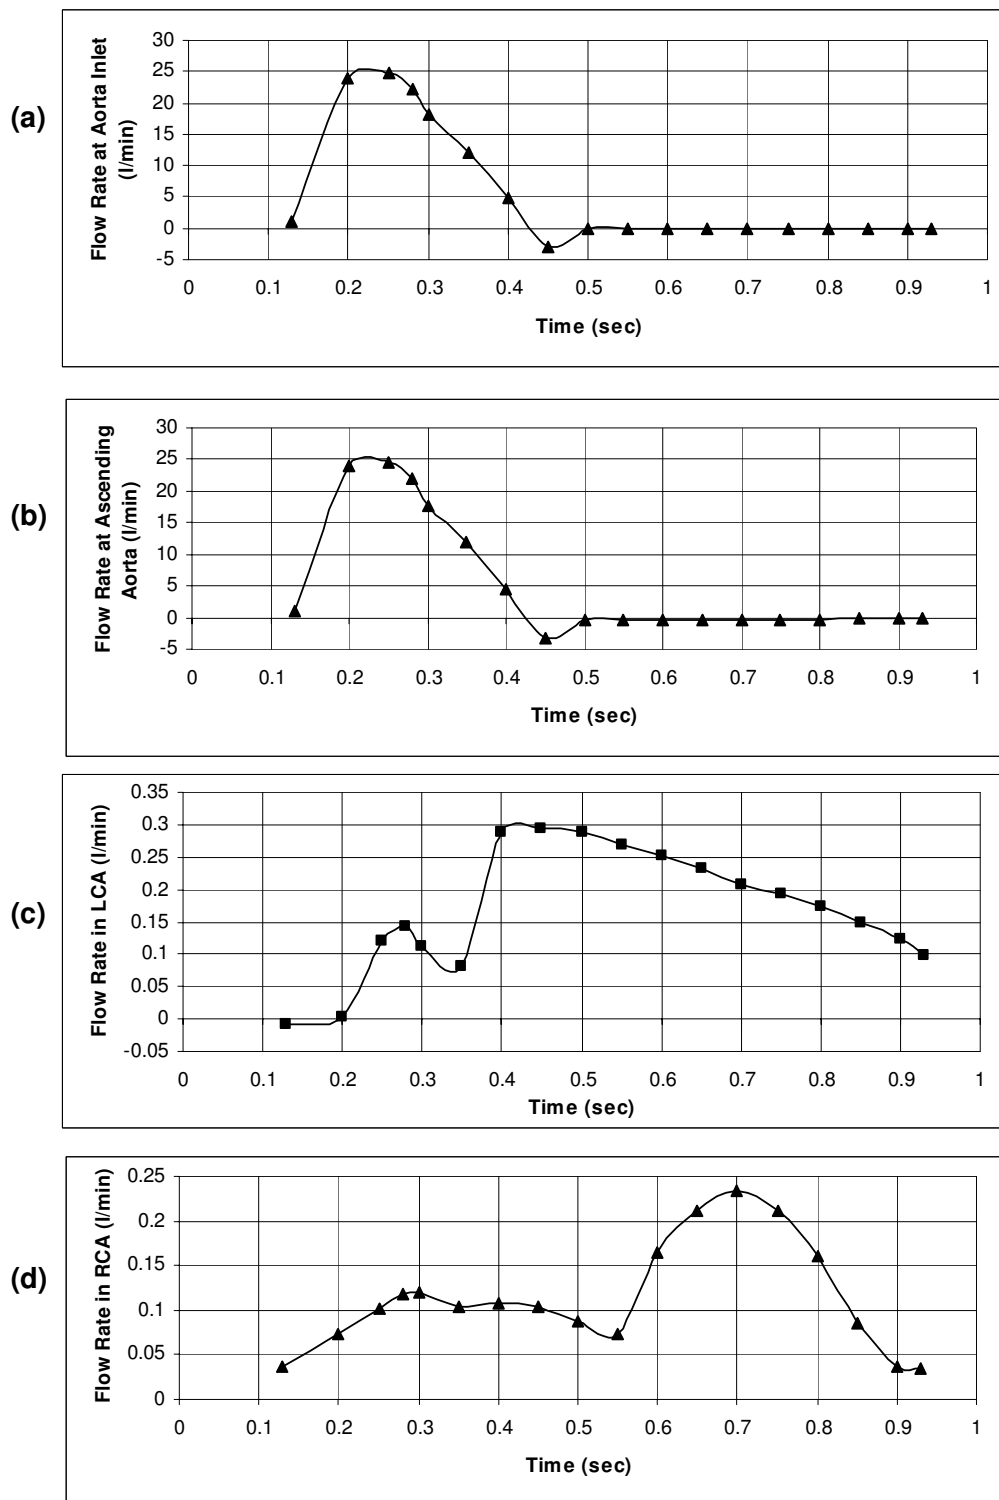 (a)
Flow Rate at Aorta Inlet
(l/min)
30
25
20
15
10
5
0
-5
0 0.1 0.2 0.3 0.4 0.5 0.6 0.7 0.8 0.9 1
Time (sec)
(b)
Flow Rate at Ascending
Aorta (l/min)
30
25
20
15
10
5
0
-5
0 0.1 0.2 0.3 0.4 0.5 0.6 0.7 0.8 0.9 1
Time (sec)
(c)
Flow Rate in LCA (l/min)
0.35
0.3
0.25
0.2
0.15
0.1
0.05
0
-0.05
0 0.1 0.2 0.3 0.4 0.5 0.6 0.7 0.8 0.9 1
Time (sec)
(d)
Flow Rate in RCA (l/min)
0.25
0.2
0.15
0.1
0.05
0
0 0.1 0.2 0.3 0.4 0.5 0.6 0.7 0.8 0.9 1
Time (sec)